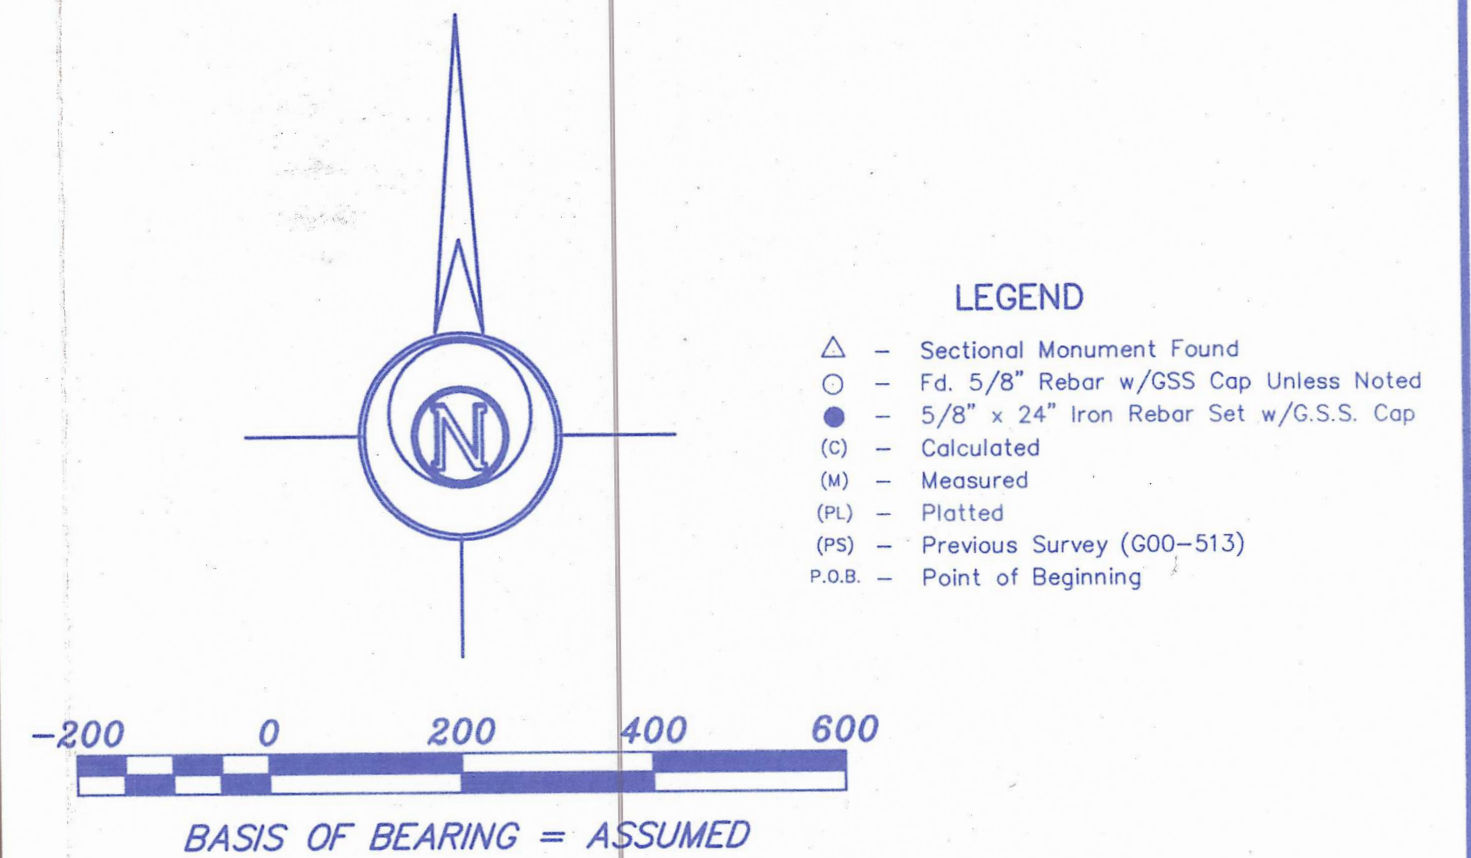 N
LEGEND
△ – Sectional Monument Found
○ – Fd. 5/8" Rebar w/GSS Cap Unless Noted
● – 5/8" x 24" Iron Rebar Set w/G.S.S. Cap
(C) – Calculated
(M) – Measured
(PL) – Platted
(PS) – Previous Survey (G00-513)
P.O.B. – Point of Beginning
-200 0 200 400 600
BASIS OF BEARING = ASSUMED